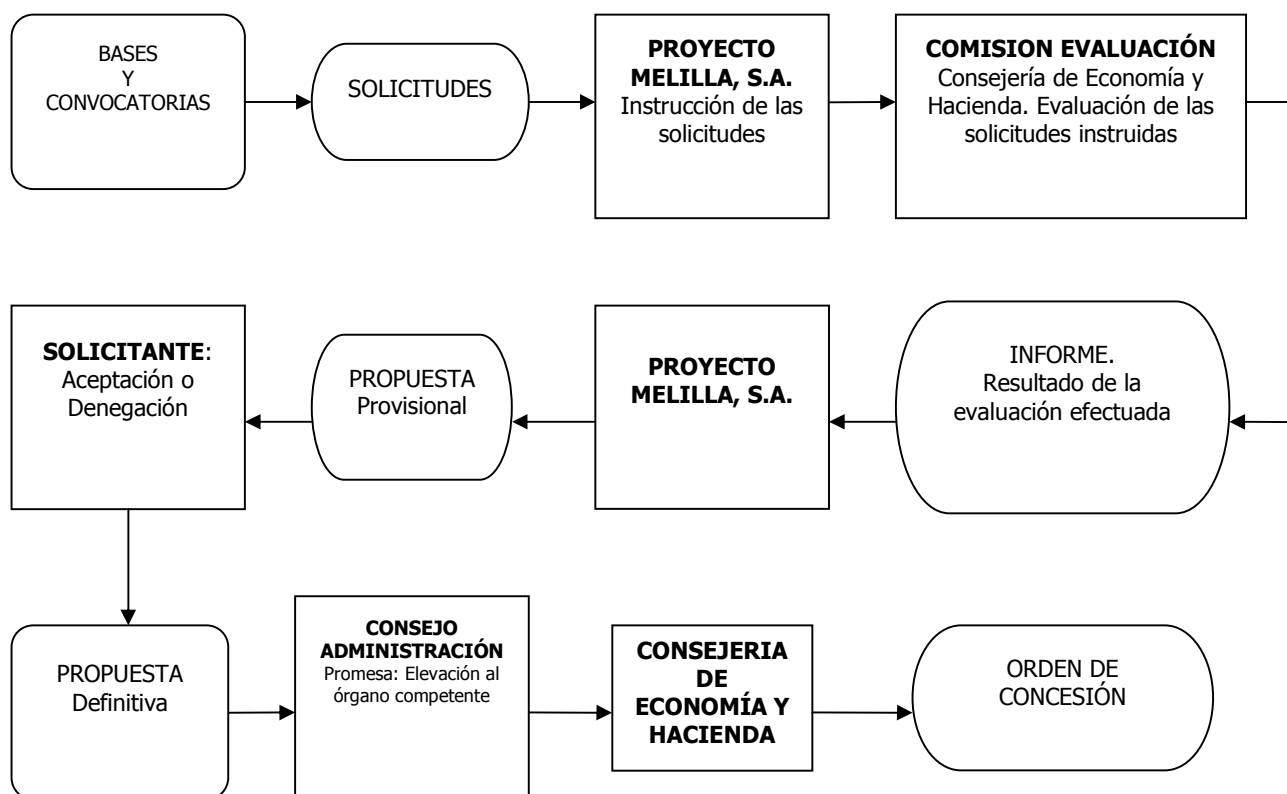 BASES
Y
CONVOCATORIAS
SOLICITUDES
PROYECTO
MELILLA, S.A.
Instrucción de las
solicitudes
COMISION EVALUACIÓN
Consejería de Economía y
Hacienda. Evaluación de las
solicitudes instruidas
SOLICITANTE:
Aceptación o
Denegación
PROPUESTA
Provisional
PROYECTO
MELILLA, S.A.
INFORME.
Resultado de la
evaluación efectuada
PROPUESTA
Definitiva
CONSEJO
ADMINISTRACIÓN
Promesa: Elevación al
órgano competente
CONSEJERIA
DE
ECONOMÍA Y
HACIENDA
ORDEN DE
CONCESIÓN